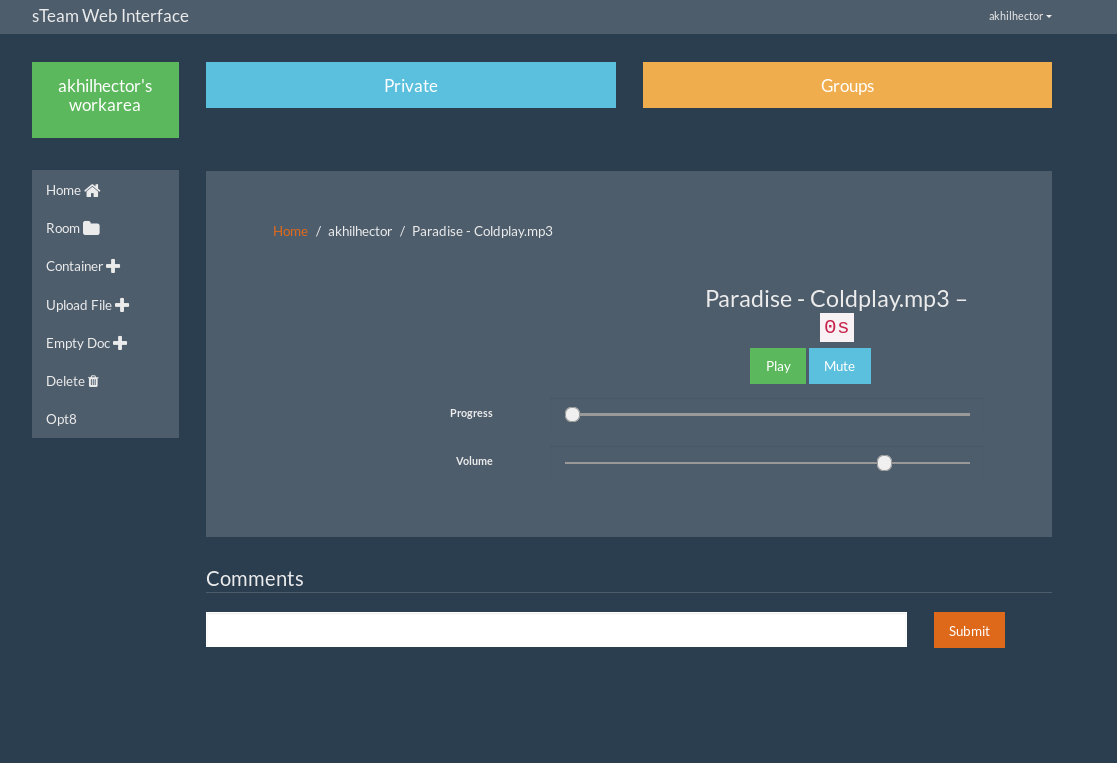 sTeam Web Interface
akhilhector
akhilhector's
workarea
Private
Groups
Home
Room
Container
Upload File
Empty Doc
Delete
Opt8
Home / akhilhector / Paradise - Coldplay.mp3
Paradise - Coldplay.mp3 –
0s
Play
Mute
Progress
Volume
Comments
Submit